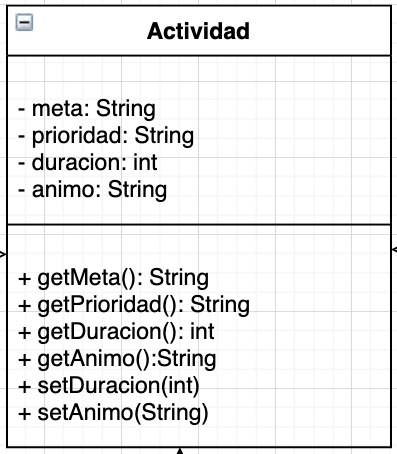 Actividad
- meta: String
- prioridad: String
- duracion: int
- animo: String
+ getMeta(): String
+ getPrioridad(): String
+ getDuracion(): int
+ getAnimo():String
+ setDuracion(int)
+ setAnimo(String)